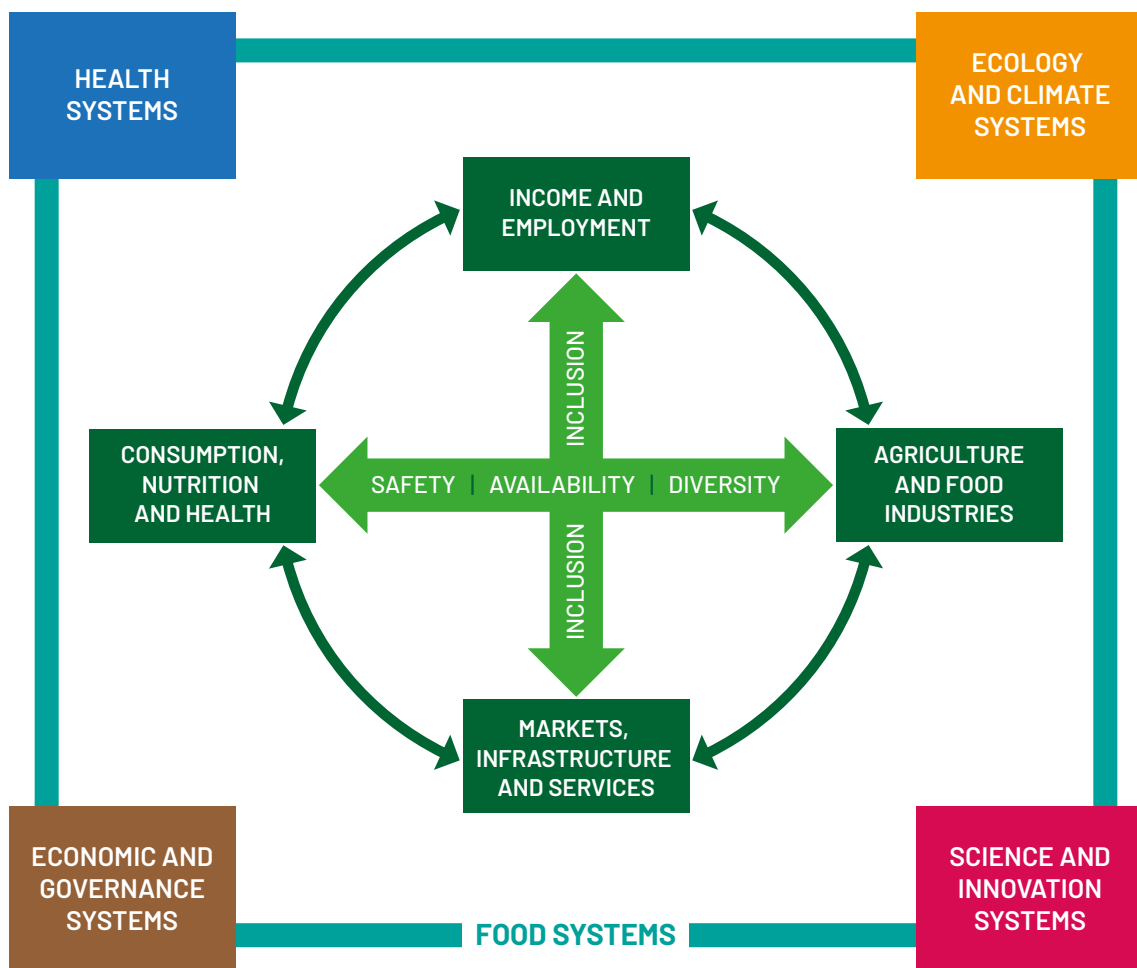 HEALTH
SYSTEMS
ECOLOGY
AND CLIMATE
SYSTEMS
INCOME AND
EMPLOYMENT
INCLUSION
CONSUMPTION,
NUTRITION
AND HEALTH
SAFETY | AVAILABILITY | DIVERSITY
AGRICULTURE
AND FOOD
INDUSTRIES
INCLUSION
MARKETS,
INFRASTRUCTURE
AND SERVICES
ECONOMIC AND
GOVERNANCE
SYSTEMS
FOOD SYSTEMS
SCIENCE AND
INNOVATION
SYSTEMS